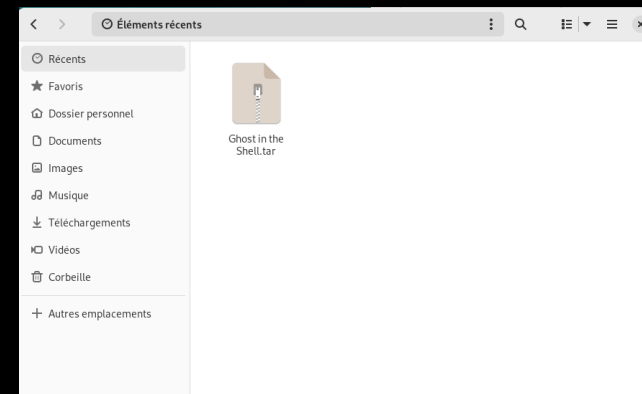 Éléments récents
Récents
Favoris
Dossier personnel
Documents
Images
Musique
Téléchargements
Vidéos
Corbeille
Autres emplacements
Ghost in the
Shell.tar